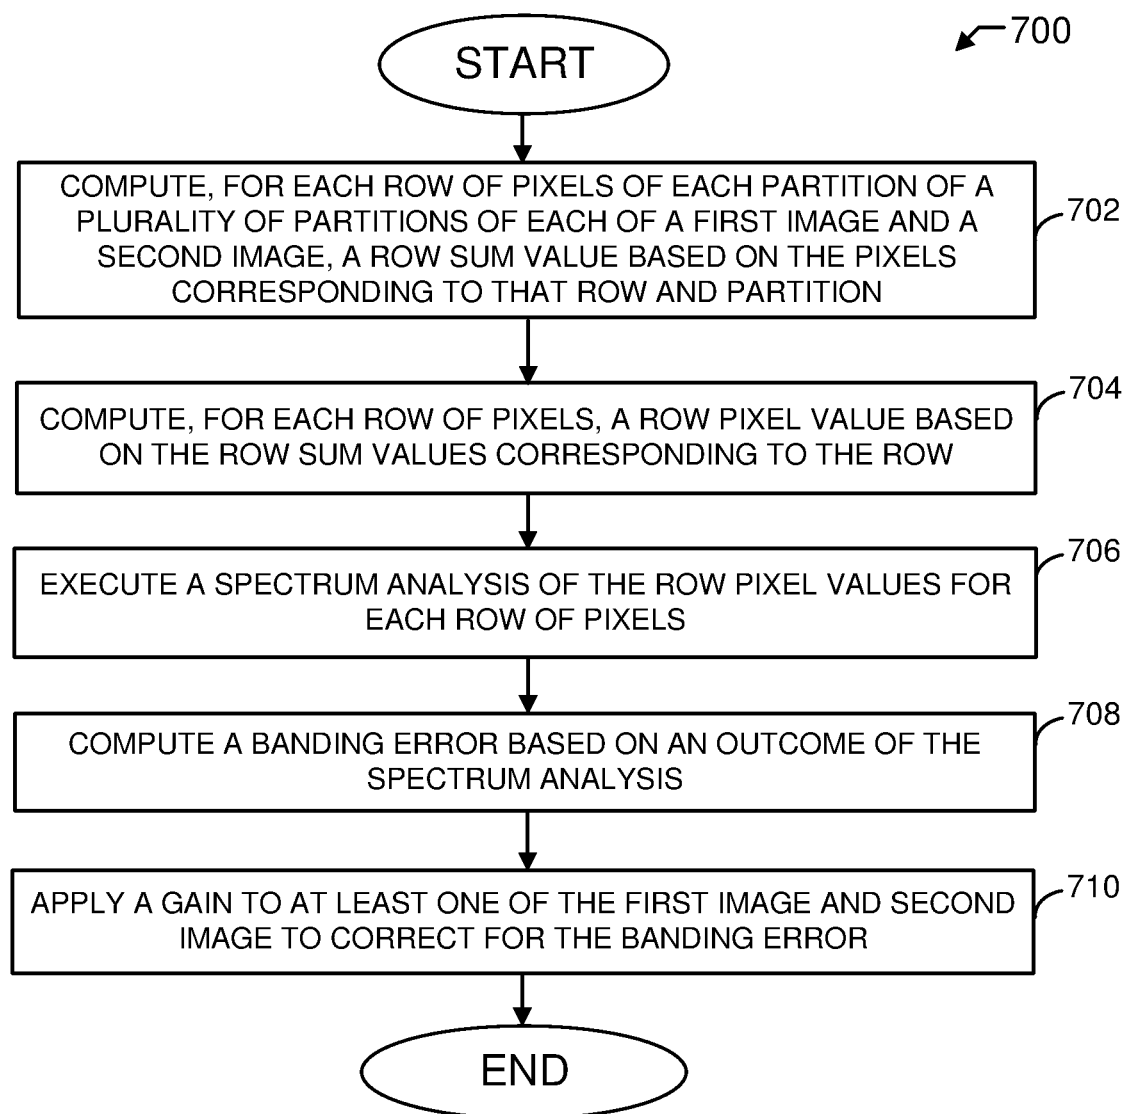 700
START
COMPUTE, FOR EACH ROW OF PIXELS OF EACH PARTITION OF A
PLURALITY OF PARTITIONS OF EACH OF A FIRST IMAGE AND A
SECOND IMAGE, A ROW SUM VALUE BASED ON THE PIXELS
CORRESPONDING TO THAT ROW AND PARTITION
702
COMPUTE, FOR EACH ROW OF PIXELS, A ROW PIXEL VALUE BASED
ON THE ROW SUM VALUES CORRESPONDING TO THE ROW
704
EXECUTE A SPECTRUM ANALYSIS OF THE ROW PIXEL VALUES FOR
EACH ROW OF PIXELS
706
COMPUTE A BANDING ERROR BASED ON AN OUTCOME OF THE
SPECTRUM ANALYSIS
708
APPLY A GAIN TO AT LEAST ONE OF THE FIRST IMAGE AND SECOND
IMAGE TO CORRECT FOR THE BANDING ERROR
710
END